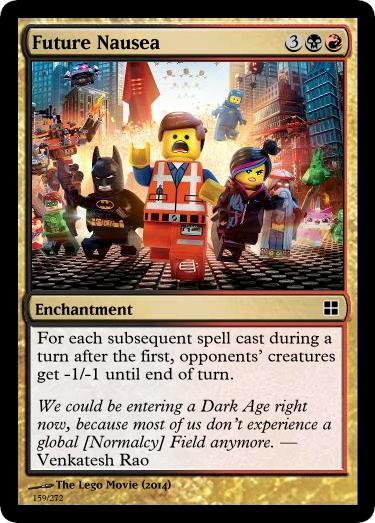 Future Nausea 3
Enchantment
For each subsequent spell cast during a
turn after the first, opponents' creatures
get -1/-1 until end of turn.
We could be entering a Dark Age right
now, because most of us don't experience a
global [Normalcy] Field anymore. —
Venkatesh Rao
The Lego Movie (2014)
159/272